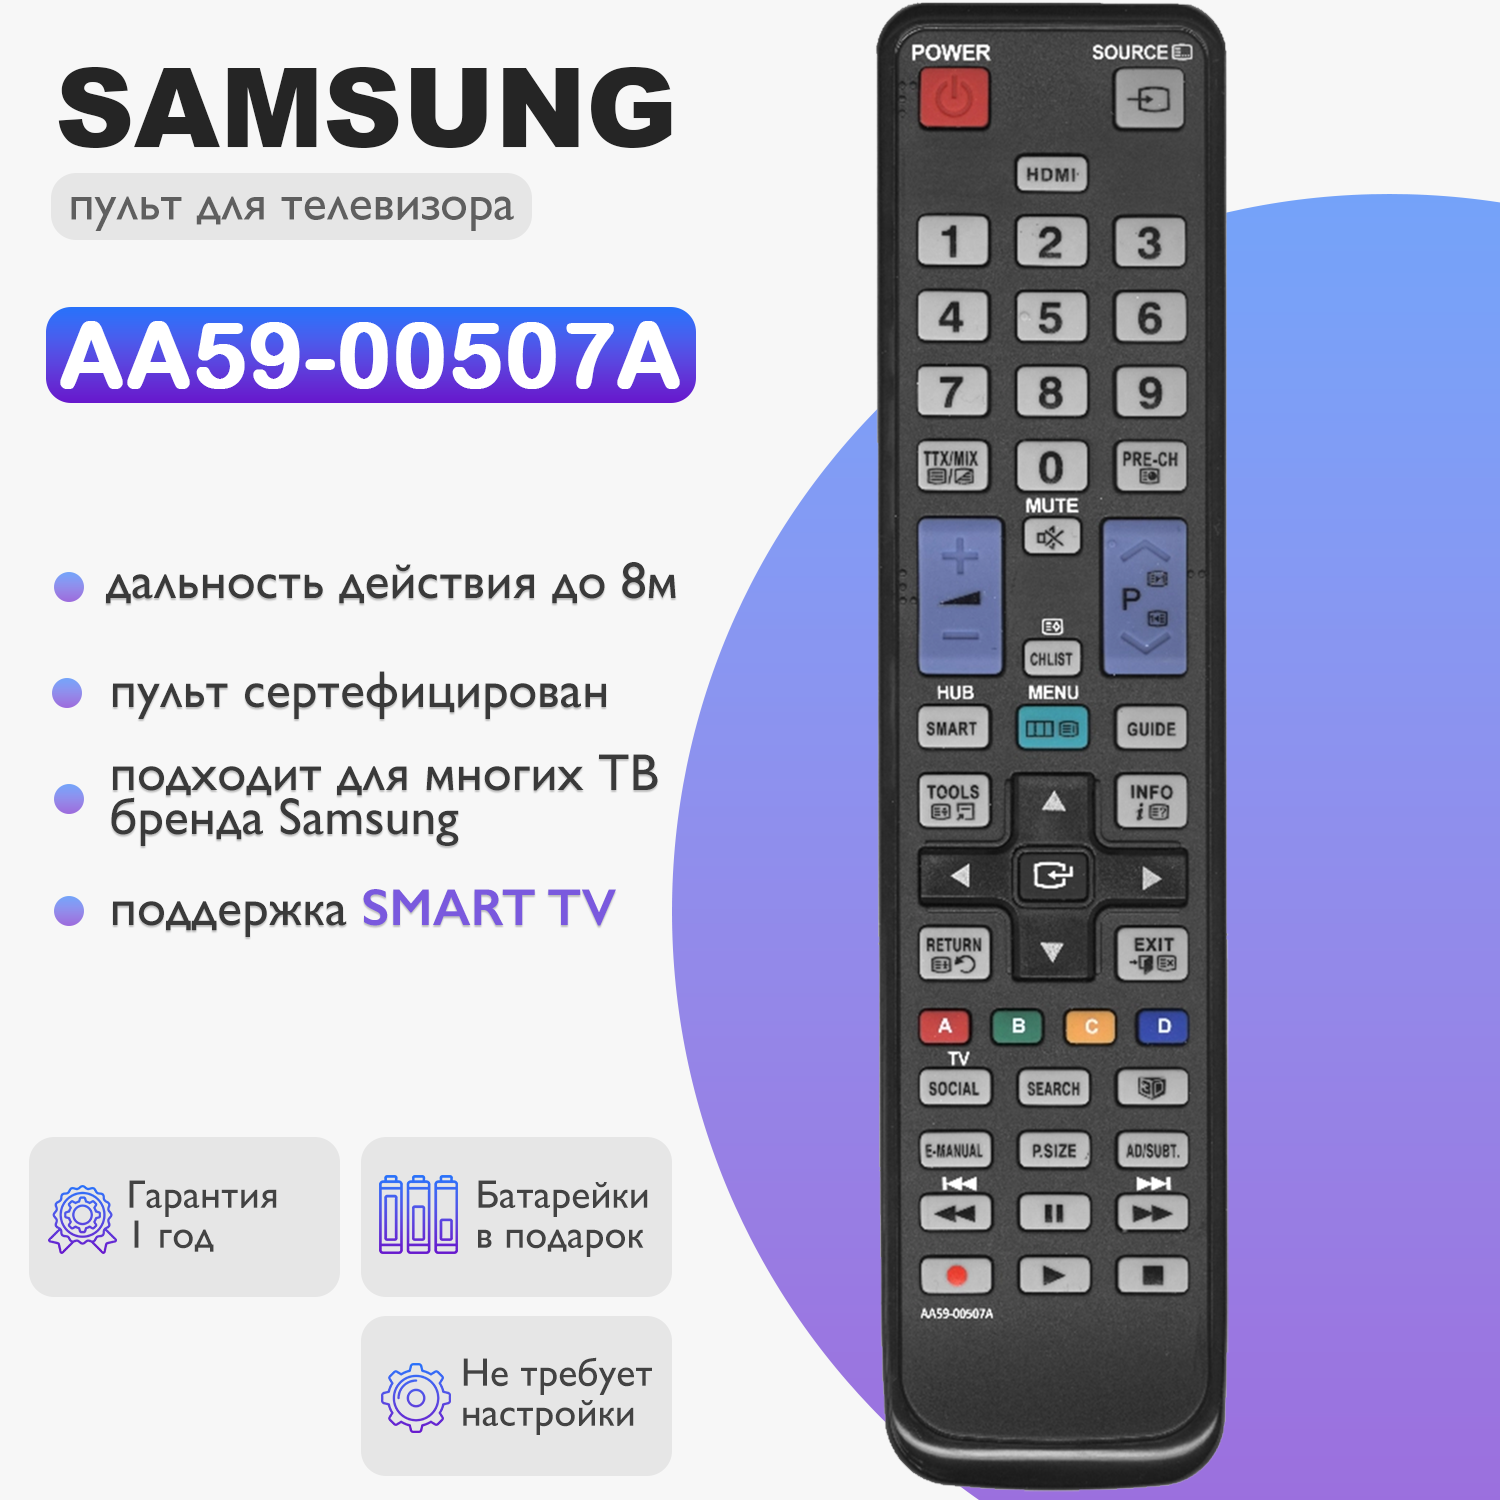 SAMSUNG
пульт для телевизора
AA59-00507A
дальность действия до 8м
пульт сертефицирован
подходит для многих ТВ
бренда Samsung
поддержка SMART TV
Гарантия
1 год
Батарейки
в подарок
Не требует
настройки
POWER SOURCE
HDMI
1 2 3
4 5 6
7 8 9
TTX/MIX 0 PRE-CH
MUTE
P
CHLIST
HUB MENU
SMART GUIDE
TOOLS INFO
RETURN EXIT
A B C D
TV
SOCIAL SEARCH 3D
E-MANUAL P.SIZE AD/SUBT.
AA59-00507A